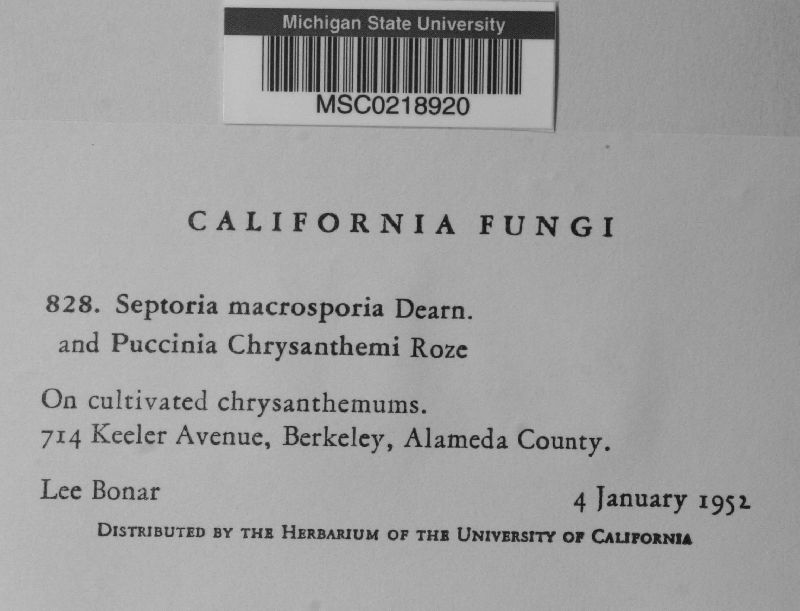 Michigan State University
MSC0218920
CALIFORNIA FUNGI
828. Septoria macrosporia Dearn.
and Puccinia Chrysanthemi Roze
On cultivated chrysanthemums.
714 Keeler Avenue, Berkeley, Alameda County.
Lee Bonar 4 January 1952
DISTRIBUTED BY THE HERBARIUM OF THE UNIVERSITY OF CALIFORNIA